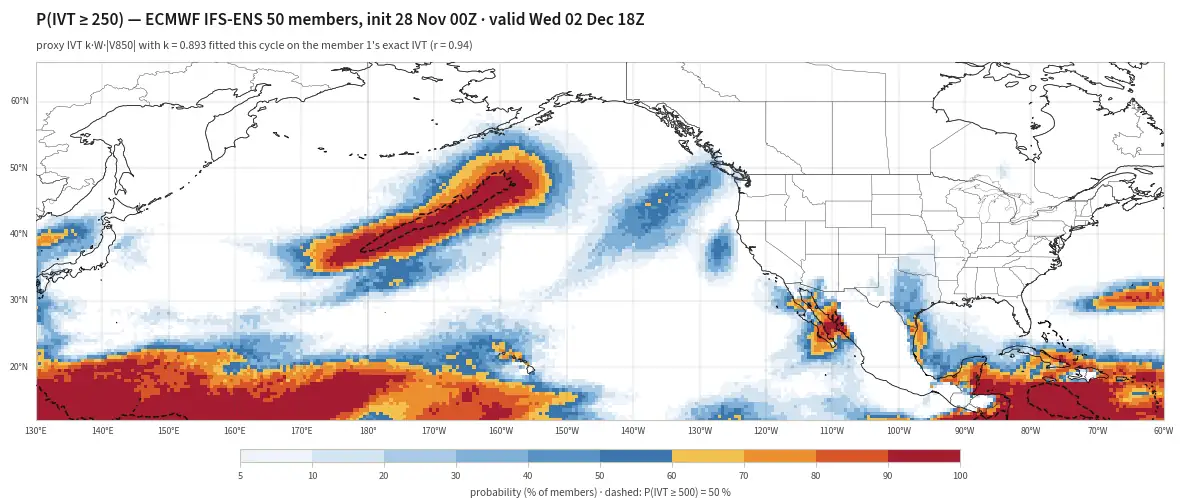 P(IVT ≥ 250) — ECMWF IFS-ENS 50 members, init 28 Nov 00Z · valid Wed 02 Dec 18Z
proxy IVT k·W·|V850| with k = 0.893 fitted this cycle on the member 1's exact IVT (r = 0.94)
60°N
50°N
40°N
30°N
20°N
130°E 140°E 150°E 160°E 170°E 180° 170°W 160°W 150°W 140°W 130°W 120°W 110°W 100°W 90°W 80°W 70°W 60°W
5 10 20 30 40 50 60 70 80 90 100
probability (% of members) · dashed: P(IVT ≥ 500) = 50 %